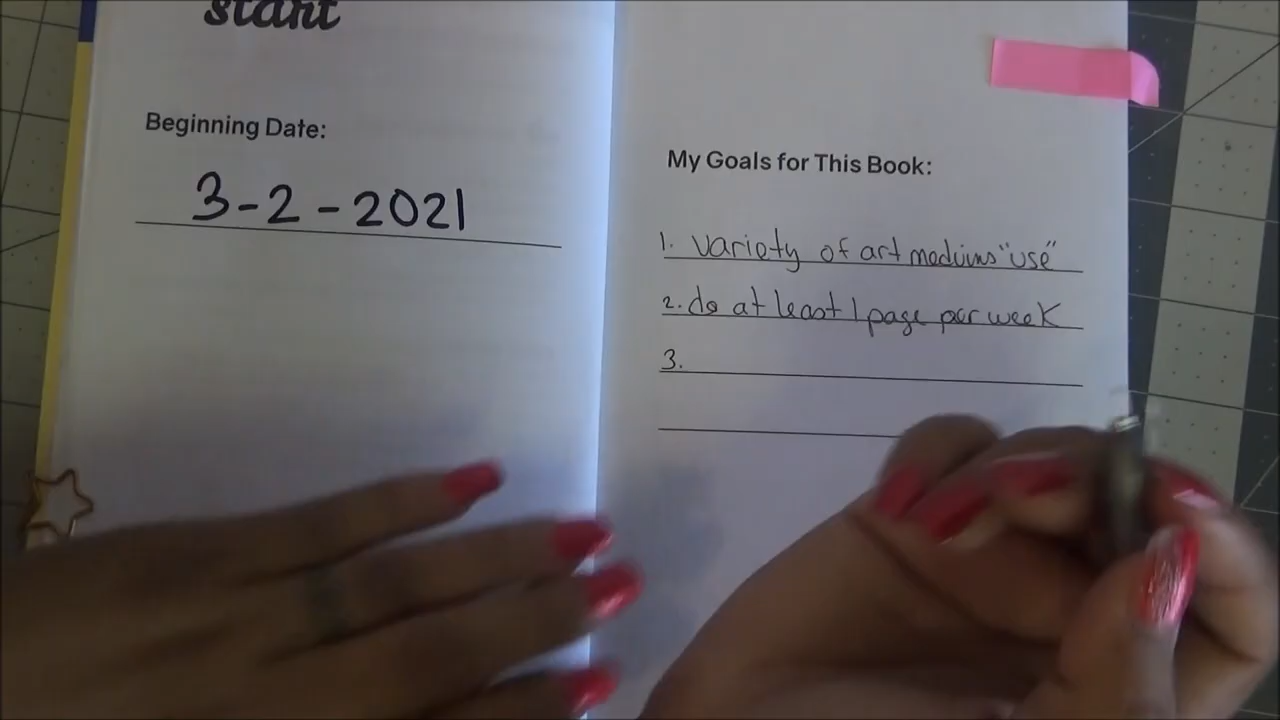 start
Beginning Date:
3-2-2021
My Goals for This Book:
1. variety of art mediums "use"
2. do at least 1 page per week
3.